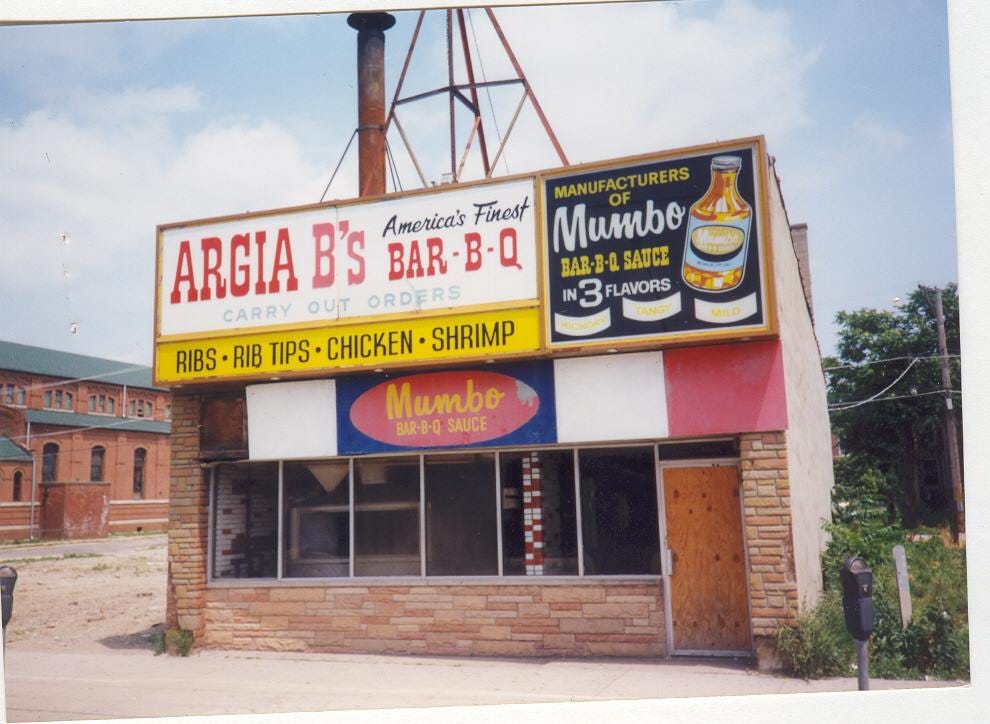 ARGIA B's
America's Finest
BAR-B-Q
CARRY OUT ORDERS
RIBS • RIB TIPS • CHICKEN • SHRIMP
MANUFACTURERS
OF
Mumbo
BAR-B-Q SAUCE
IN 3 FLAVORS
HICKORY TANGY MILD
Mumbo
Mumbo
BAR-B-Q SAUCE